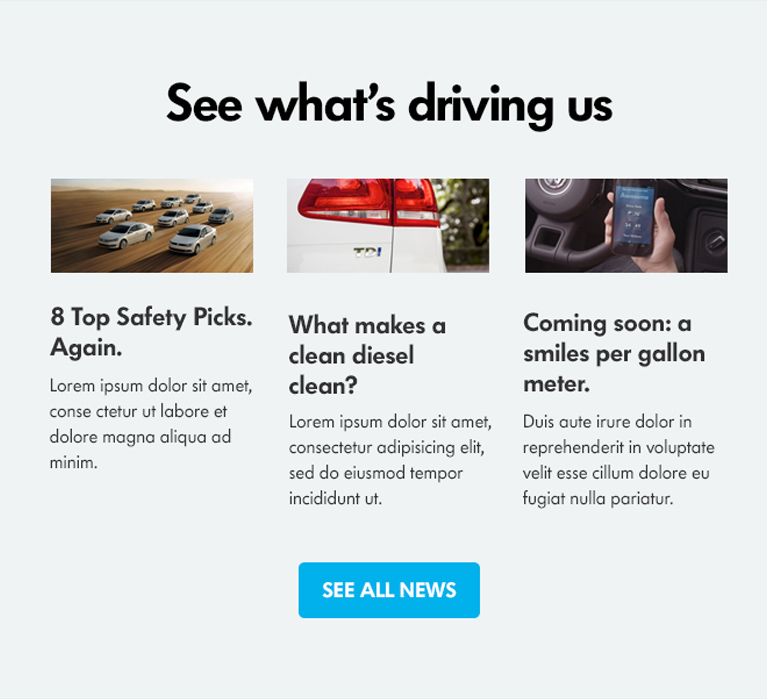 See what's driving us
TDI
8 Top Safety Picks.
Again.
Lorem ipsum dolor sit amet,
conse ctetur ut labore et
dolore magna aliqua ad
minim.
What makes a
clean diesel
clean?
Lorem ipsum dolor sit amet,
consectetur adipisicing elit,
sed do eiusmod tempor
incididunt ut.
Coming soon: a
smiles per gallon
meter.
Duis aute irure dolor in
reprehenderit in voluptate
velit esse cillum dolore eu
fugiat nulla pariatur.
SEE ALL NEWS